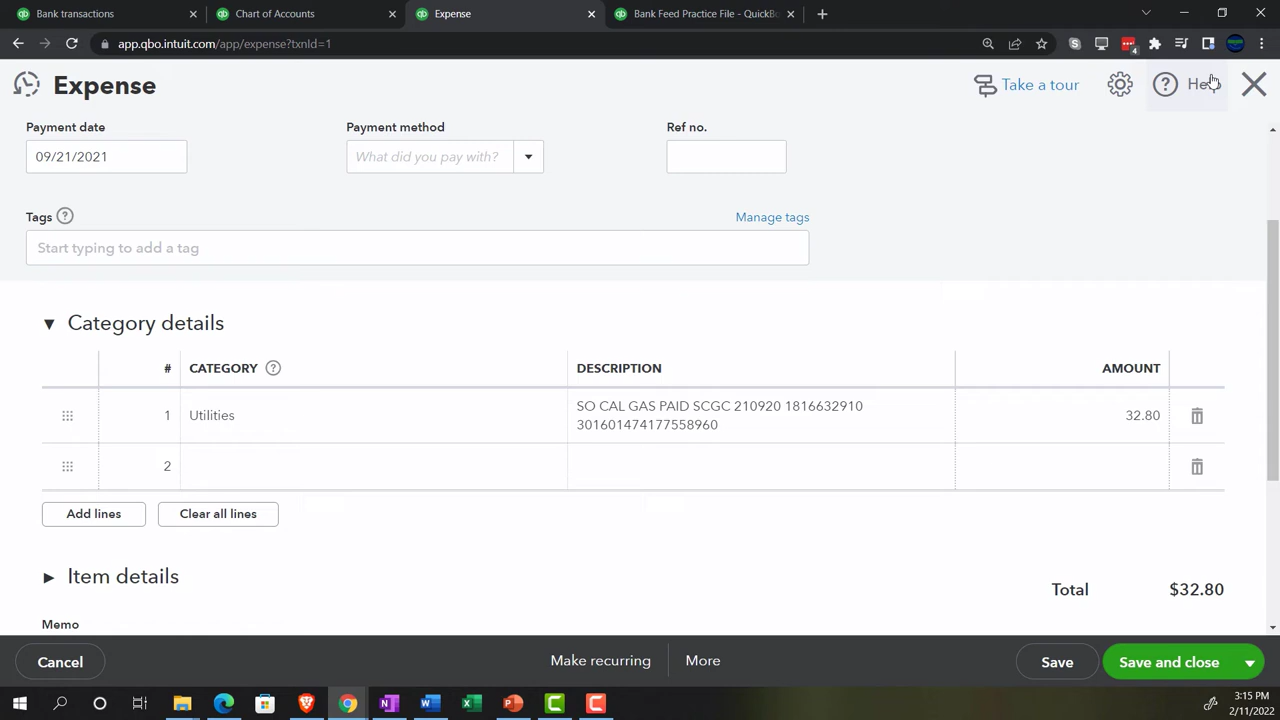 Bank transactions
Chart of Accounts
Expense
Bank Feed Practice File - QuickBo
app.qbo.intuit.com/app/expense?txnId=1
4
Expense
Take a tour
Help
Payment date
Payment method
Ref no.
09/21/2021
What did you pay with?
Tags
Manage tags
Start typing to add a tag
Category details
# CATEGORY DESCRIPTION AMOUNT
1 Utilities SO CAL GAS PAID SCGC 210920 1816632910 32.80
301601474177558960
2
Add lines
Clear all lines
Item details
Total $32.80
Memo
Cancel
Make recurring
More
Save
Save and close
3:15 PM
2/11/2022